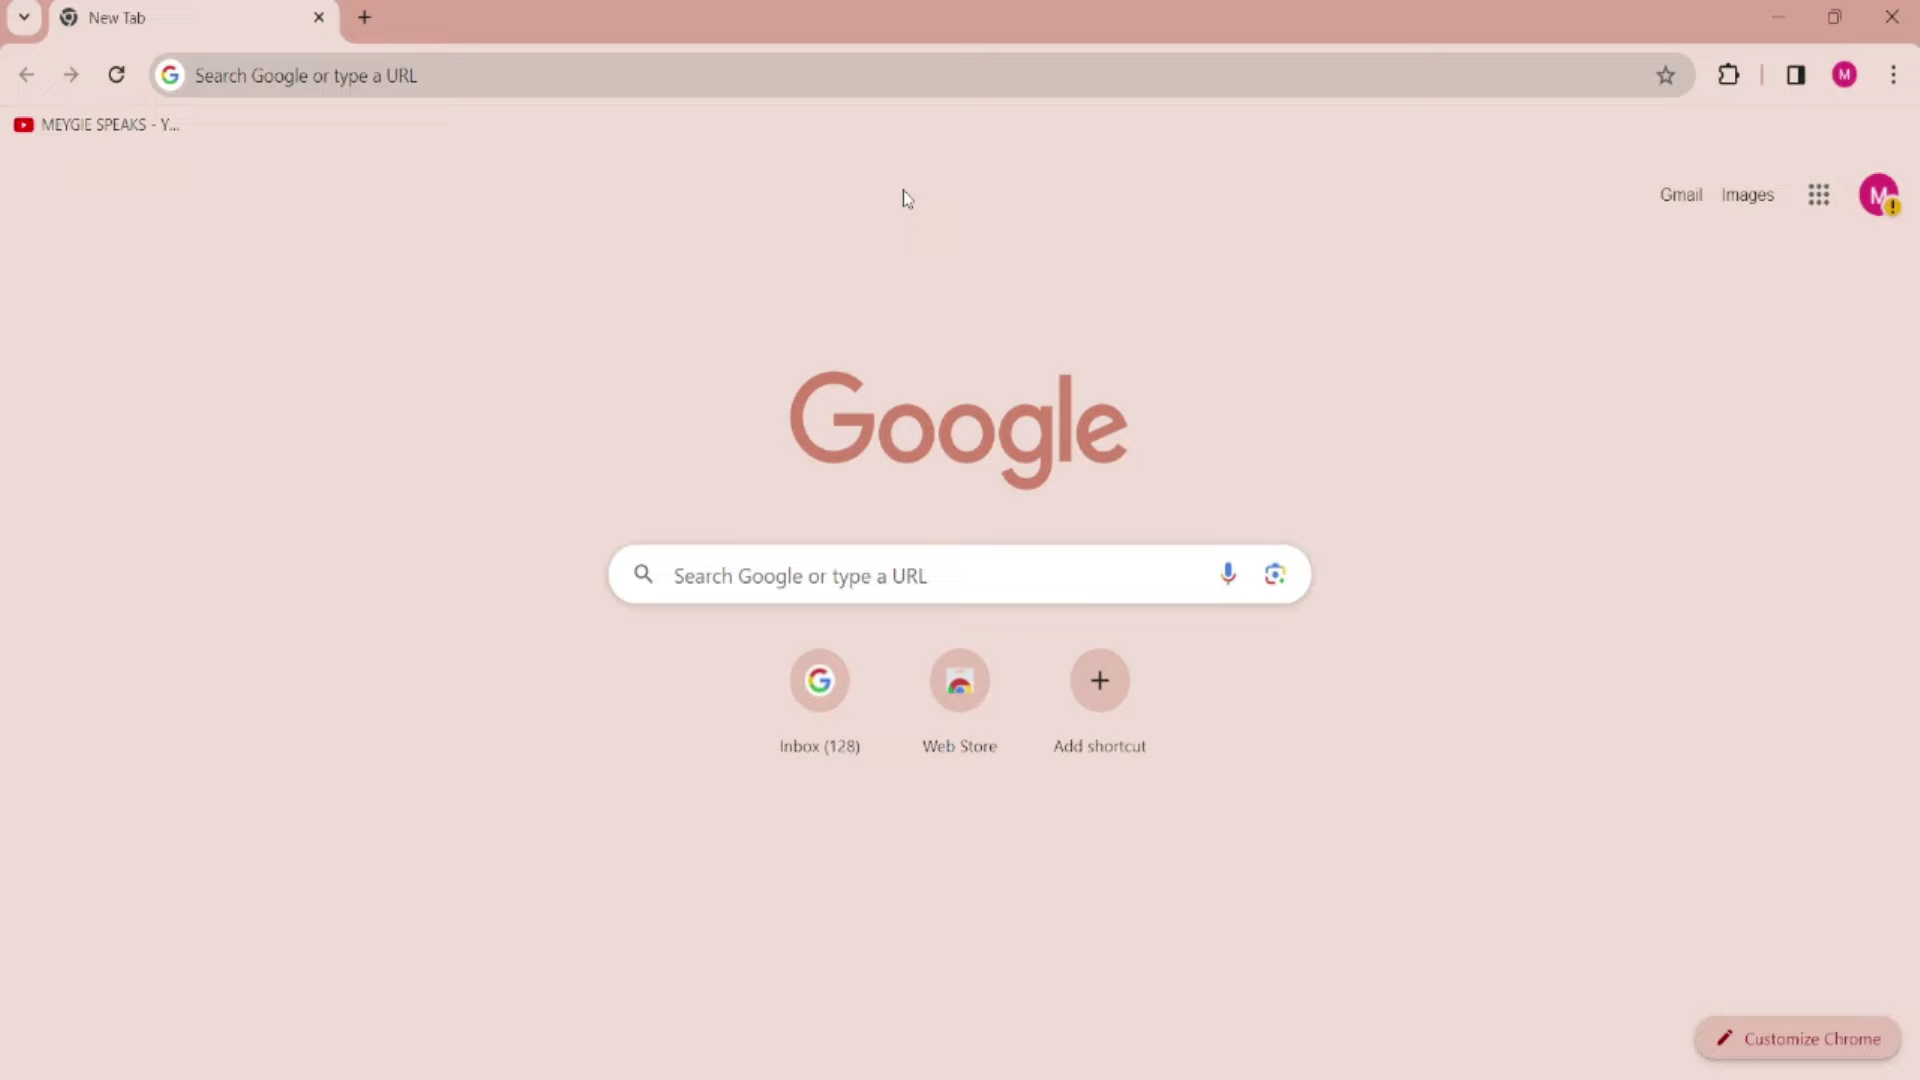 New Tab
Search Google or type a URL
M
MEYGIE SPEAKS - Y...
Gmail Images M
Google
Search Google or type a URL
Inbox (128) Web Store Add shortcut
Customize Chrome